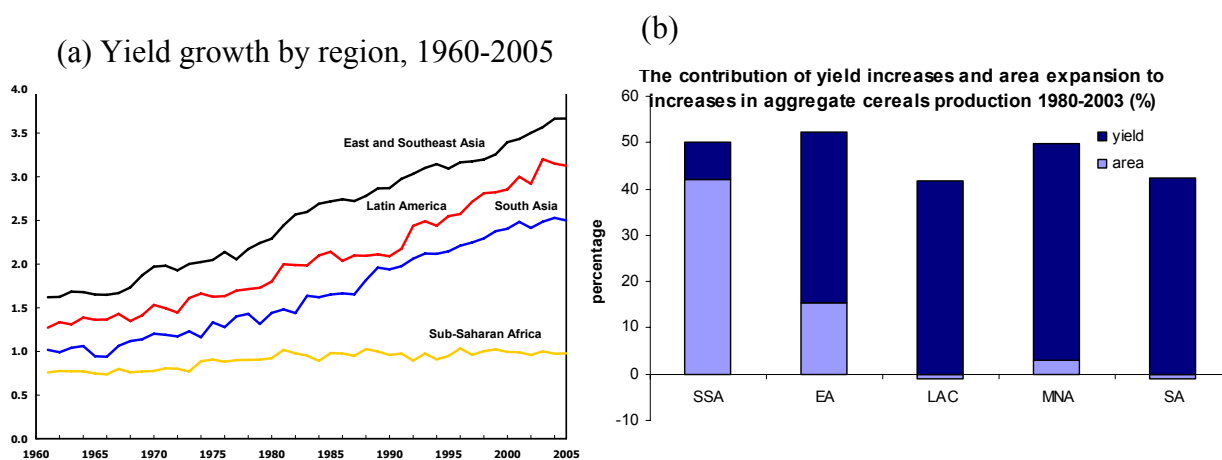 (a) Yield growth by region, 1960-2005
4.0
3.5
3.0
2.5
2.0
1.5
1.0
0.5
0.0
East and Southeast Asia
Latin America
South Asia
Sub-Saharan Africa
1960 1965 1970 1975 1980 1985 1990 1995 2000 2005
(b)
The contribution of yield increases and area expansion to
increases in aggregate cereals production 1980-2003 (%)
60
50
40
30
20
10
0
-10
percentage
yield
area
SSA EA LAC MNA SA